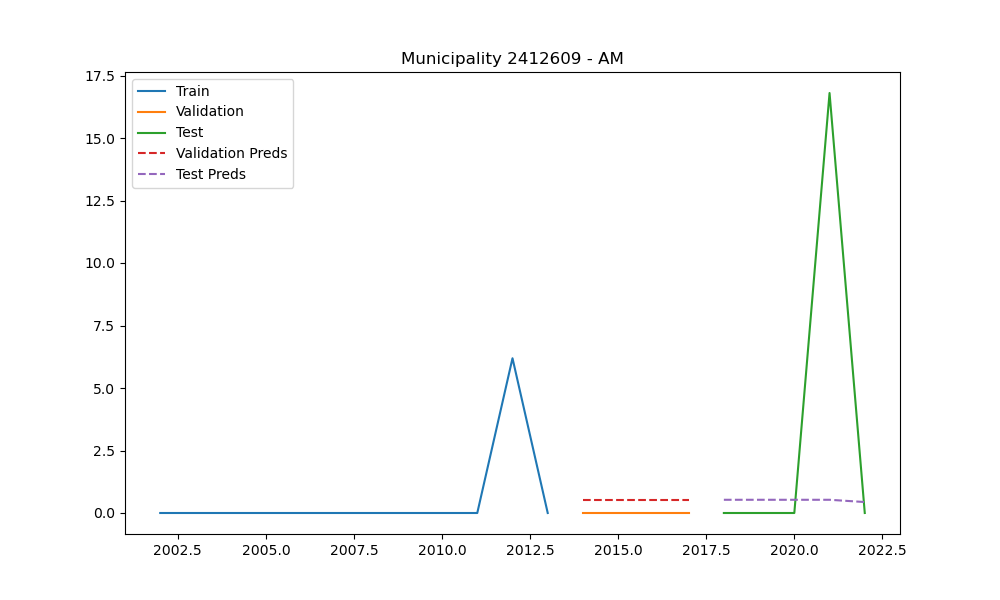 Municipality 2412609 - AM
17.5
15.0
12.5
10.0
7.5
5.0
2.5
0.0
Train
Validation
Test
Validation Preds
Test Preds
2002.5 2005.0 2007.5 2010.0 2012.5 2015.0 2017.5 2020.0 2022.5